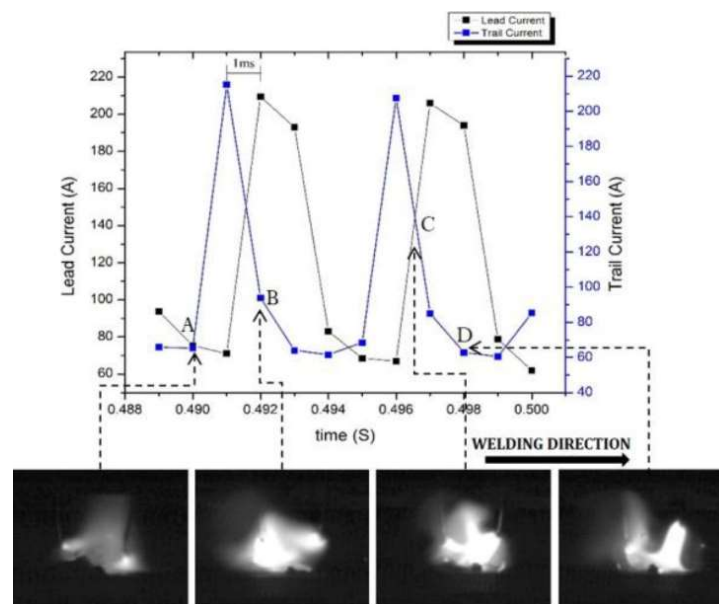 Lead Current
Trail Current
1ms
220
200
180
160
140
120
100
80
60
Lead Current (A)
220
200
180
160
140
120
100
80
60
40
Trail Current (A)
A
B
C
D
0.488 0.490 0.492 0.494 0.496 0.498 0.500
time (S)
WELDING DIRECTION